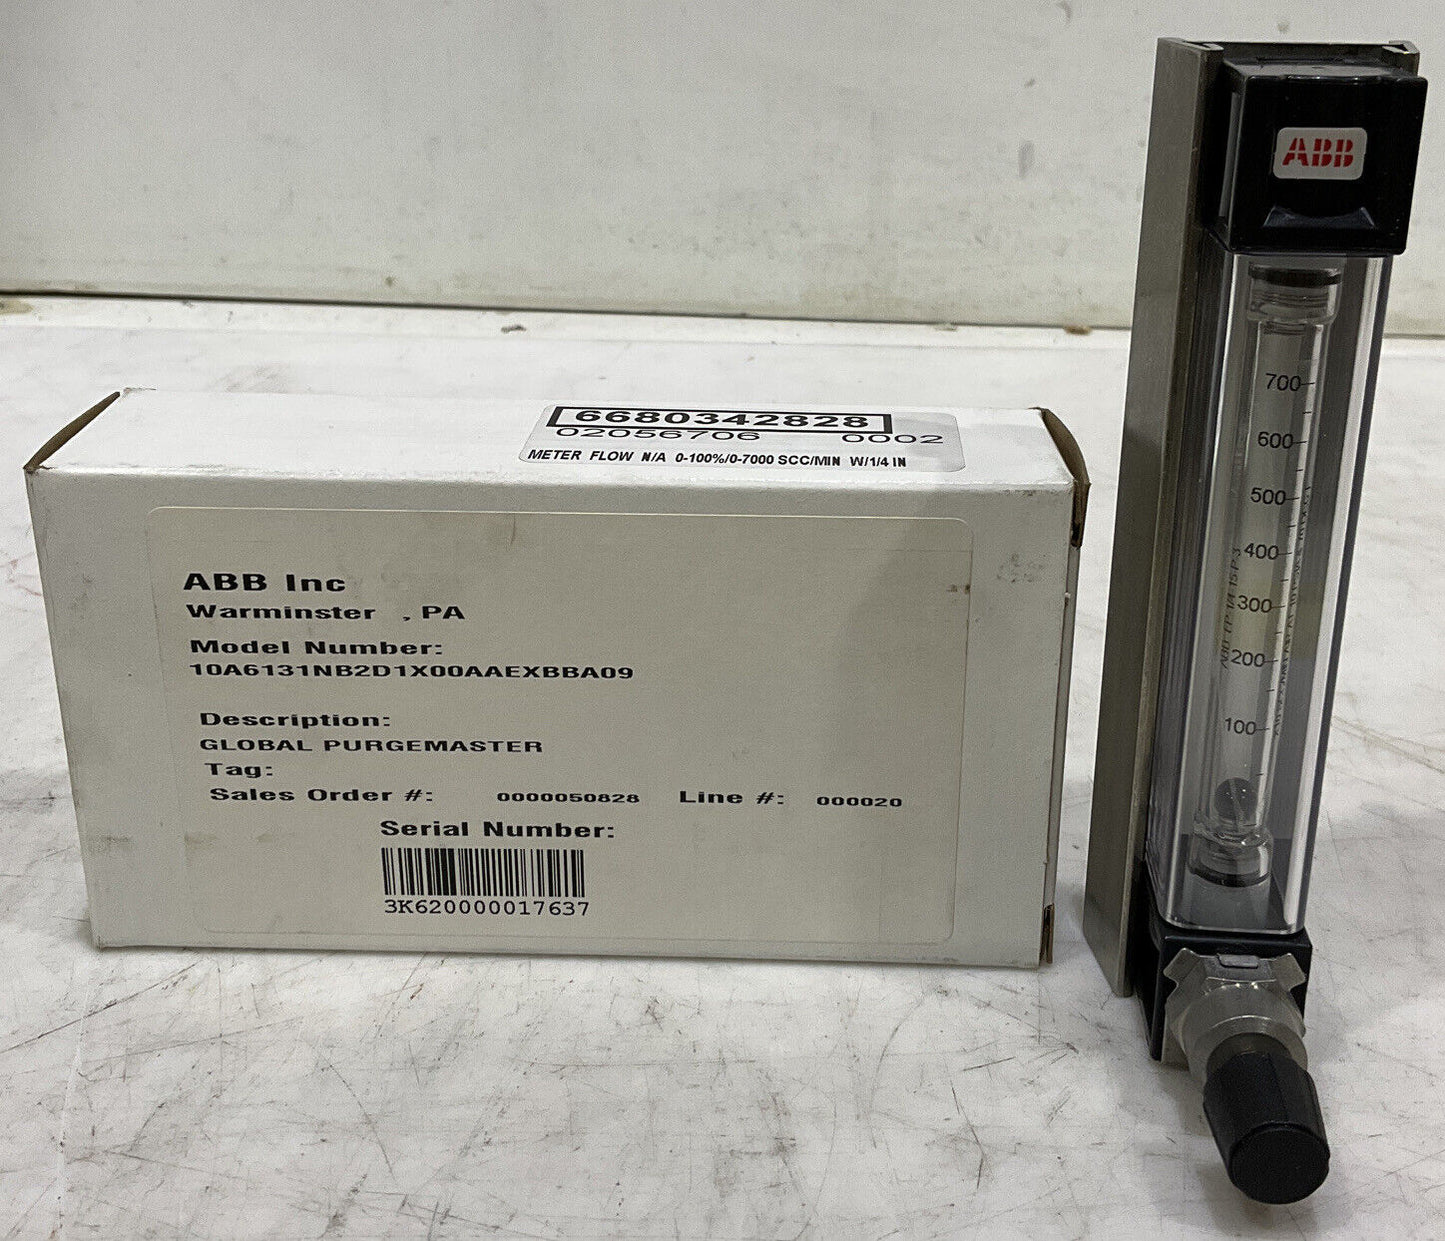 6680342828
02056706 0002
METER FLOW N/A 0-100%/0-7000 SCC/MIN W/1/4 IN
ABB Inc
Warminster , PA
Model Number:
10A6131NB2D1X00AAEXBBA09
Description:
GLOBAL PURGEMASTER
Tag:
Sales Order #: 0000050828 Line #: 000020
Serial Number:
3K620000017637
ABB
700
600
500
400
300
200
100